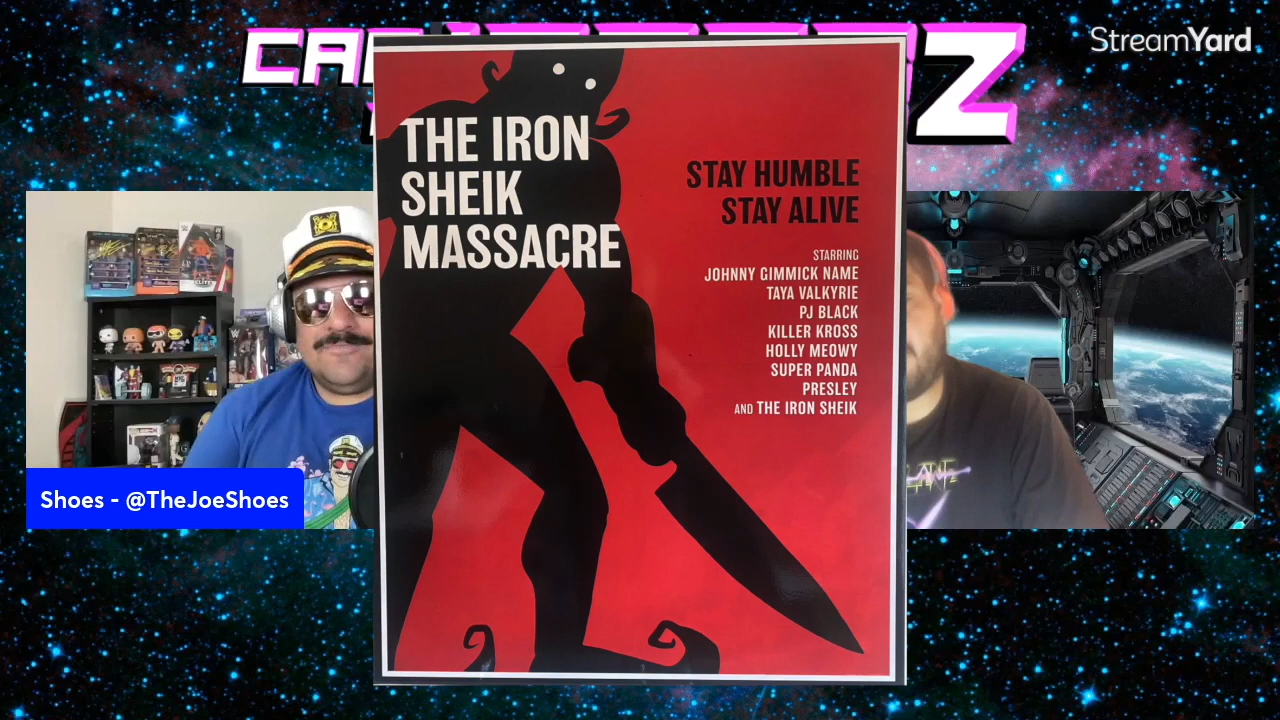 StreamYard
THE IRON
SHEIK
MASSACRE
STAY HUMBLE
STAY ALIVE
STARRING
JOHNNY GIMMICK NAME
TAYA VALKYRIE
PJ BLACK
KILLER KROSS
HOLLY MEOWY
SUPER PANDA
PRESLEY
AND THE IRON SHEIK
Shoes - @TheJoeShoes